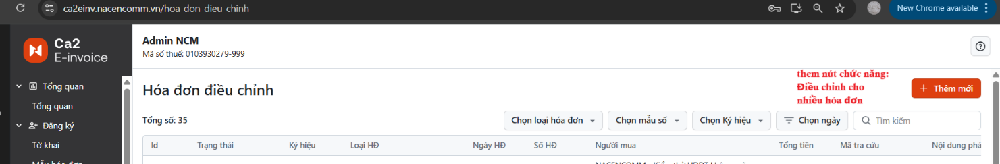 ca2einv.nacencomm.vn/hoa-don-dieu-chinh
New Chrome available
Ca2
E-invoice
Admin NCM
Mã số thuế: 0103930279-999
Tổng quan
Tổng quan
Đăng ký
Tờ khai
Hóa đơn điều chỉnh
them nút chức năng:
Điều chỉnh cho
nhiều hóa đơn
+ Thêm mới
Tổng số: 35
Chọn loại hóa đơn
Chọn mẫu số
Chọn Ký hiệu
Chọn ngày
Tìm kiếm
Id Trạng thái Ký hiệu Loại HĐ Ngày HĐ Số HĐ Người mua Tổng tiền Mã tra cứu Nội dung phá